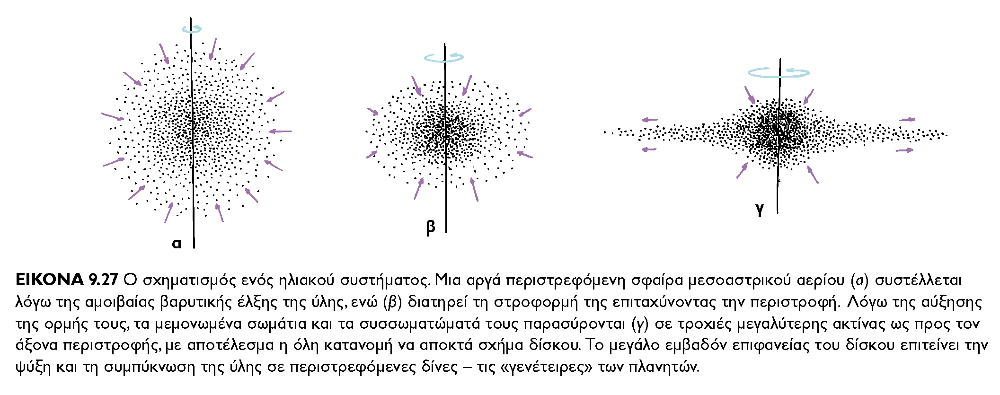 α
β
γ
ΕΙΚΟΝΑ 9.27 Ο σχηματισμός ενός ηλιακού συστήματος. Μια αργά περιστρεφόμενη σφαίρα μεσοαστρικού αερίου (α) συστέλλεται
λόγω της αμοιβαίας βαρυτικής έλξης της ύλης, ενώ (β) διατηρεί τη στροφορμή της επιταχύνοντας την περιστροφή. Λόγω της αύξησης
της ορμής τους, τα μεμονωμένα σωμάτια και τα συσσωματώματά τους παρασύρονται (γ) σε τροχιές μεγαλύτερης ακτίνας ως προς τον
άξονα περιστροφής, με αποτέλεσμα η όλη κατανομή να αποκτά σχήμα δίσκου. Το μεγάλο εμβαδόν επιφανείας του δίσκου επιτείνει την
ψύξη και τη συμπύκνωση της ύλης σε περιστρεφόμενες δίνες – τις «γενέτειρες» των πλανητών.